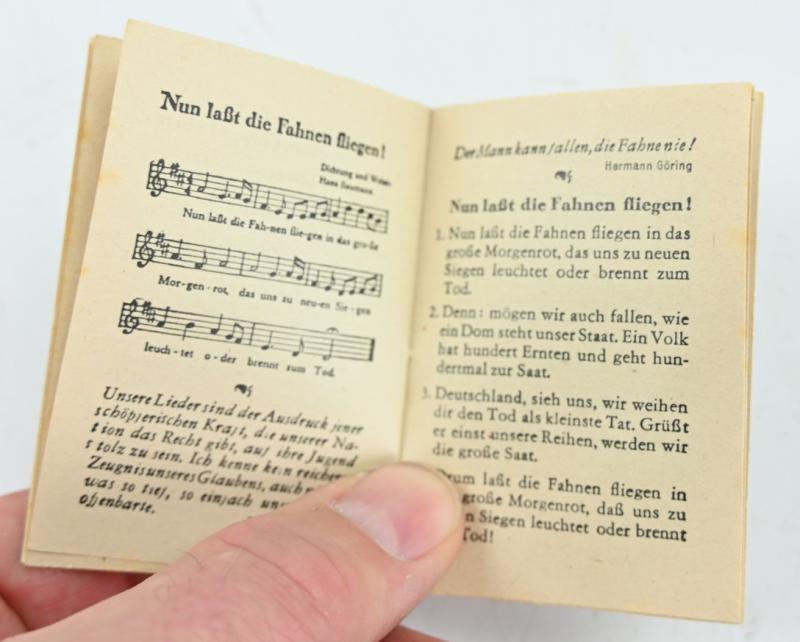 Nun laßt die Fahnen fliegen!
Dichtung und Weise:
Hans Baumann
Nun laßt die Fah-nen flie-gen in das gro-ße
Mor-gen-rot, das uns zu neu-en Sie-gen
leuch-tet o-der brennt zum Tod.
Unsere Lieder sind der Ausdruck jener
schöpferischen Kraft, die unserer Na-
tion das Recht gibt, auf ihre Jugend
stolz zu sein. Ich kenne kein reicher
Zeugnis unseres Glaubens, auch
was so tief, so einfach
offenbarte.
Der Mann kann fallen, die Fahne nie!
Hermann Göring
Nun laßt die Fahnen fliegen!
1. Nun laßt die Fahnen fliegen in das
große Morgenrot, das uns zu neuen
Siegen leuchtet oder brennt zum
Tod.
2. Denn: mögen wir auch fallen, wie
ein Dom steht unser Staat. Ein Volk
hat hundert Ernten und geht hun-
dertmal zur Saat.
3. Deutschland, sieh uns, wir weihen
dir den Tod als kleinste Tat. Grüßt
er einst unsere Reihen, werden wir
die große Saat.
Drum laßt die Fahnen fliegen in
große Morgenrot, daß uns zu
n Siegen leuchtet oder brennt
Tod!